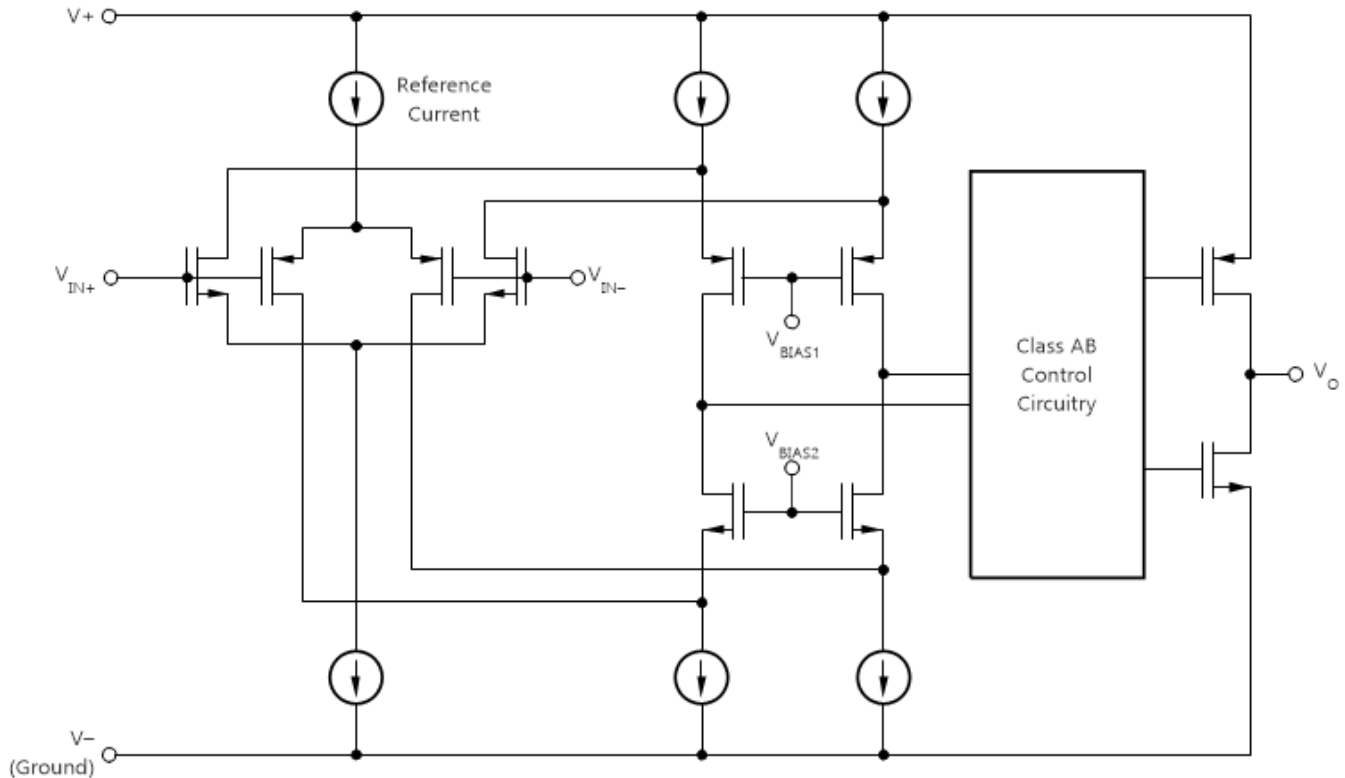 V+
Reference
Current
VIN+
VIN−
VBIAS1
Class AB
Control
Circuitry
VO
VBIAS2
V−
(Ground)